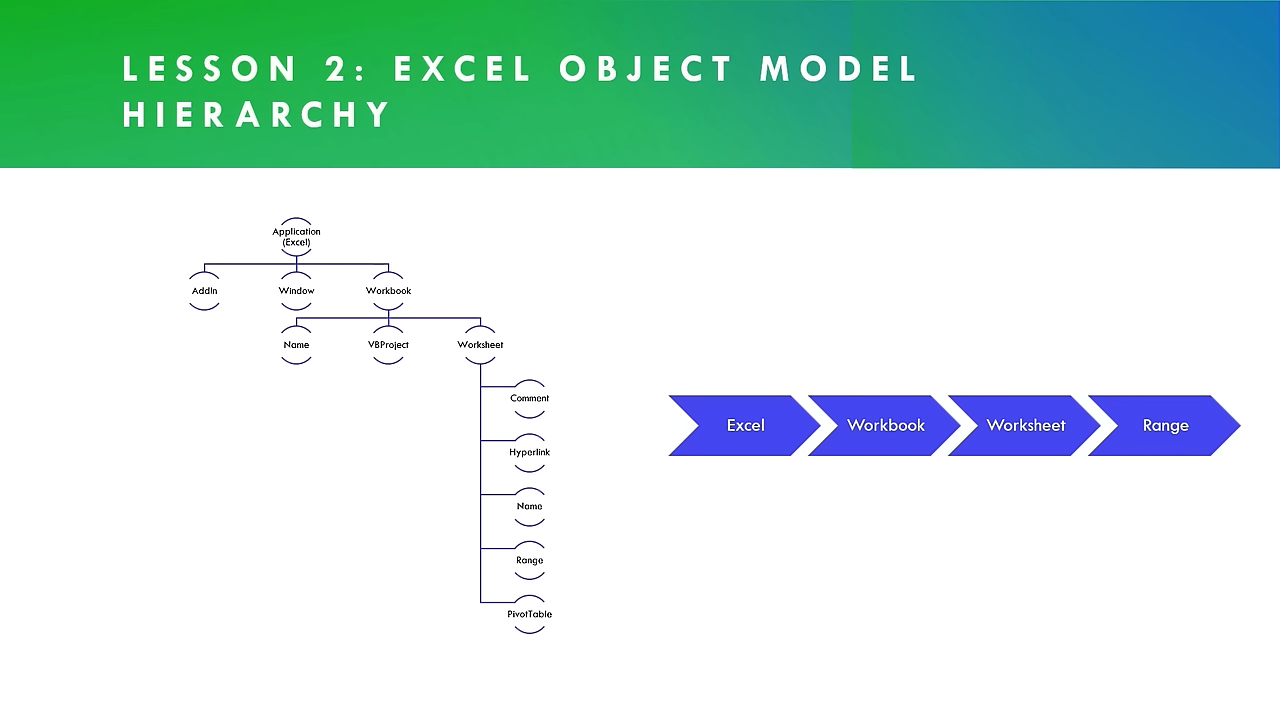 LESSON 2: EXCEL OBJECT MODEL
HIERARCHY
Application
(Excel)
AddIn
Window
Workbook
Name
VBProject
Worksheet
Comment
Hyperlink
Name
Range
PivotTable
Excel
Workbook
Worksheet
Range